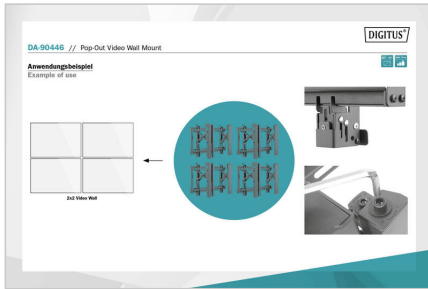 DIGITUS®
DA-90446 // Pop-Out Video Wall Mount
Anwendungsbeispiel
Example of use
2x2 Video Wall